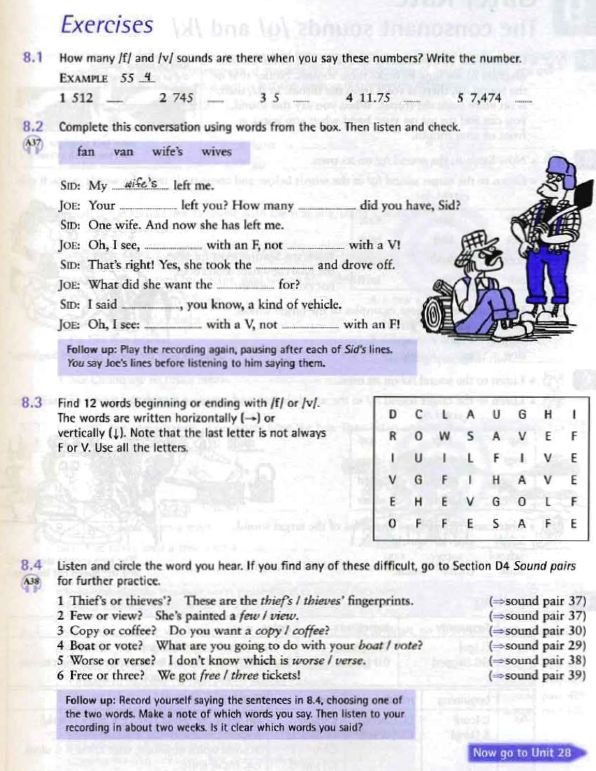 Exercises
8.1 How many /f/ and /v/ sounds are there when you say these numbers? Write the number.
EXAMPLE 55 4
1 512 2 745 3 5 4 11.75 5 7,474
8.2 Complete this conversation using words from the box. Then listen and check.
A37
fan van wife's wives
SID: My wife's left me.
JOE: Your left you? How many did you have, Sid?
SID: One wife. And now she has left me.
JOE: Oh, I see, with an F, not with a V!
SID: That's right! Yes, she took the and drove off.
JOE: What did she want the for?
SID: I said , you know, a kind of vehicle.
JOE: Oh, I see: with a V, not with an F!
Follow up: Play the recording again, pausing after each of Sid's lines.
You say Joe's lines before listening to him saying them.
8.3 Find 12 words beginning or ending with /f/ or /v/.
The words are written horizontally (→) or
vertically (↓). Note that the last letter is not always
F or V. Use all the letters.
D C L A U G H I
R O W S A V E F
I U I L F I V E
V G F I H A V E
E H E V G O L F
O F F E S A F E
8.4 Listen and circle the word you hear. If you find any of these difficult, go to Section D4 Sound pairs
A38 for further practice.
1 Thief's or thieves'? These are the thief's / thieves' fingerprints. (⇒sound pair 37)
2 Few or view? She's painted a few / view. (⇒sound pair 37)
3 Copy or coffee? Do you want a copy / coffee? (⇒sound pair 30)
4 Boat or vote? What are you going to do with your boat / vote? (⇒sound pair 29)
5 Worse or verse? I don't know which is worse / verse. (⇒sound pair 38)
6 Free or three? We got free / three tickets! (⇒sound pair 39)
Follow up: Record yourself saying the sentences in 8.4, choosing one of
the two words. Make a note of which words you say. Then listen to your
recording in about two weeks. Is it clear which words you said?
Now go to Unit 28